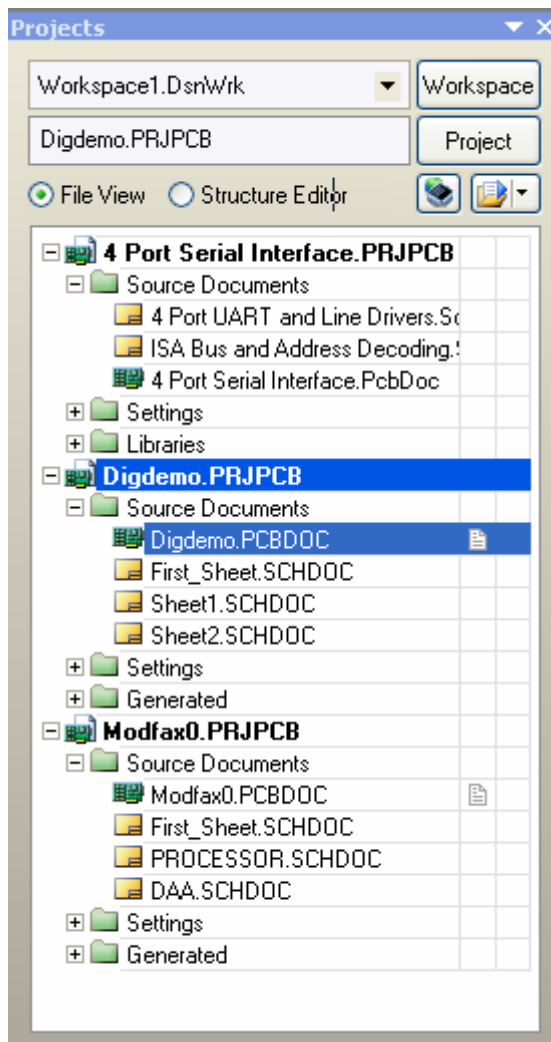 Projects
Workspace1.DsnWrk Workspace
Digdemo.PRJPCB Project
File View Structure Editor
4 Port Serial Interface.PRJPCB
Source Documents
4 Port UART and Line Drivers.Sc
ISA Bus and Address Decoding.
4 Port Serial Interface.PcbDoc
Settings
Libraries
Digdemo.PRJPCB
Source Documents
Digdemo.PCBDOC
First_Sheet.SCHDOC
Sheet1.SCHDOC
Sheet2.SCHDOC
Settings
Generated
Modfax0.PRJPCB
Source Documents
Modfax0.PCBDOC
First_Sheet.SCHDOC
PROCESSOR.SCHDOC
DAA.SCHDOC
Settings
Generated